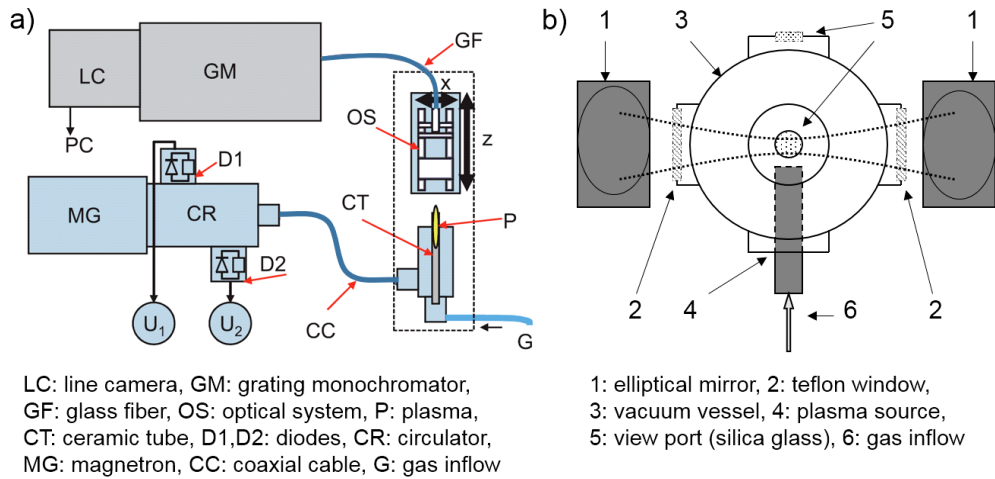 a)
GF
LC
GM
x
OS
z
PC
D1
CT
P
MG
CR
D2
U1
U2
CC
G
LC: line camera, GM: grating monochromator,
GF: glass fiber, OS: optical system, P: plasma,
CT: ceramic tube, D1,D2: diodes, CR: circulator,
MG: magnetron, CC: coaxial cable, G: gas inflow
b)
1 3 5 1
2 4 6 2
1: elliptical mirror, 2: teflon window,
3: vacuum vessel, 4: plasma source,
5: view port (silica glass), 6: gas inflow